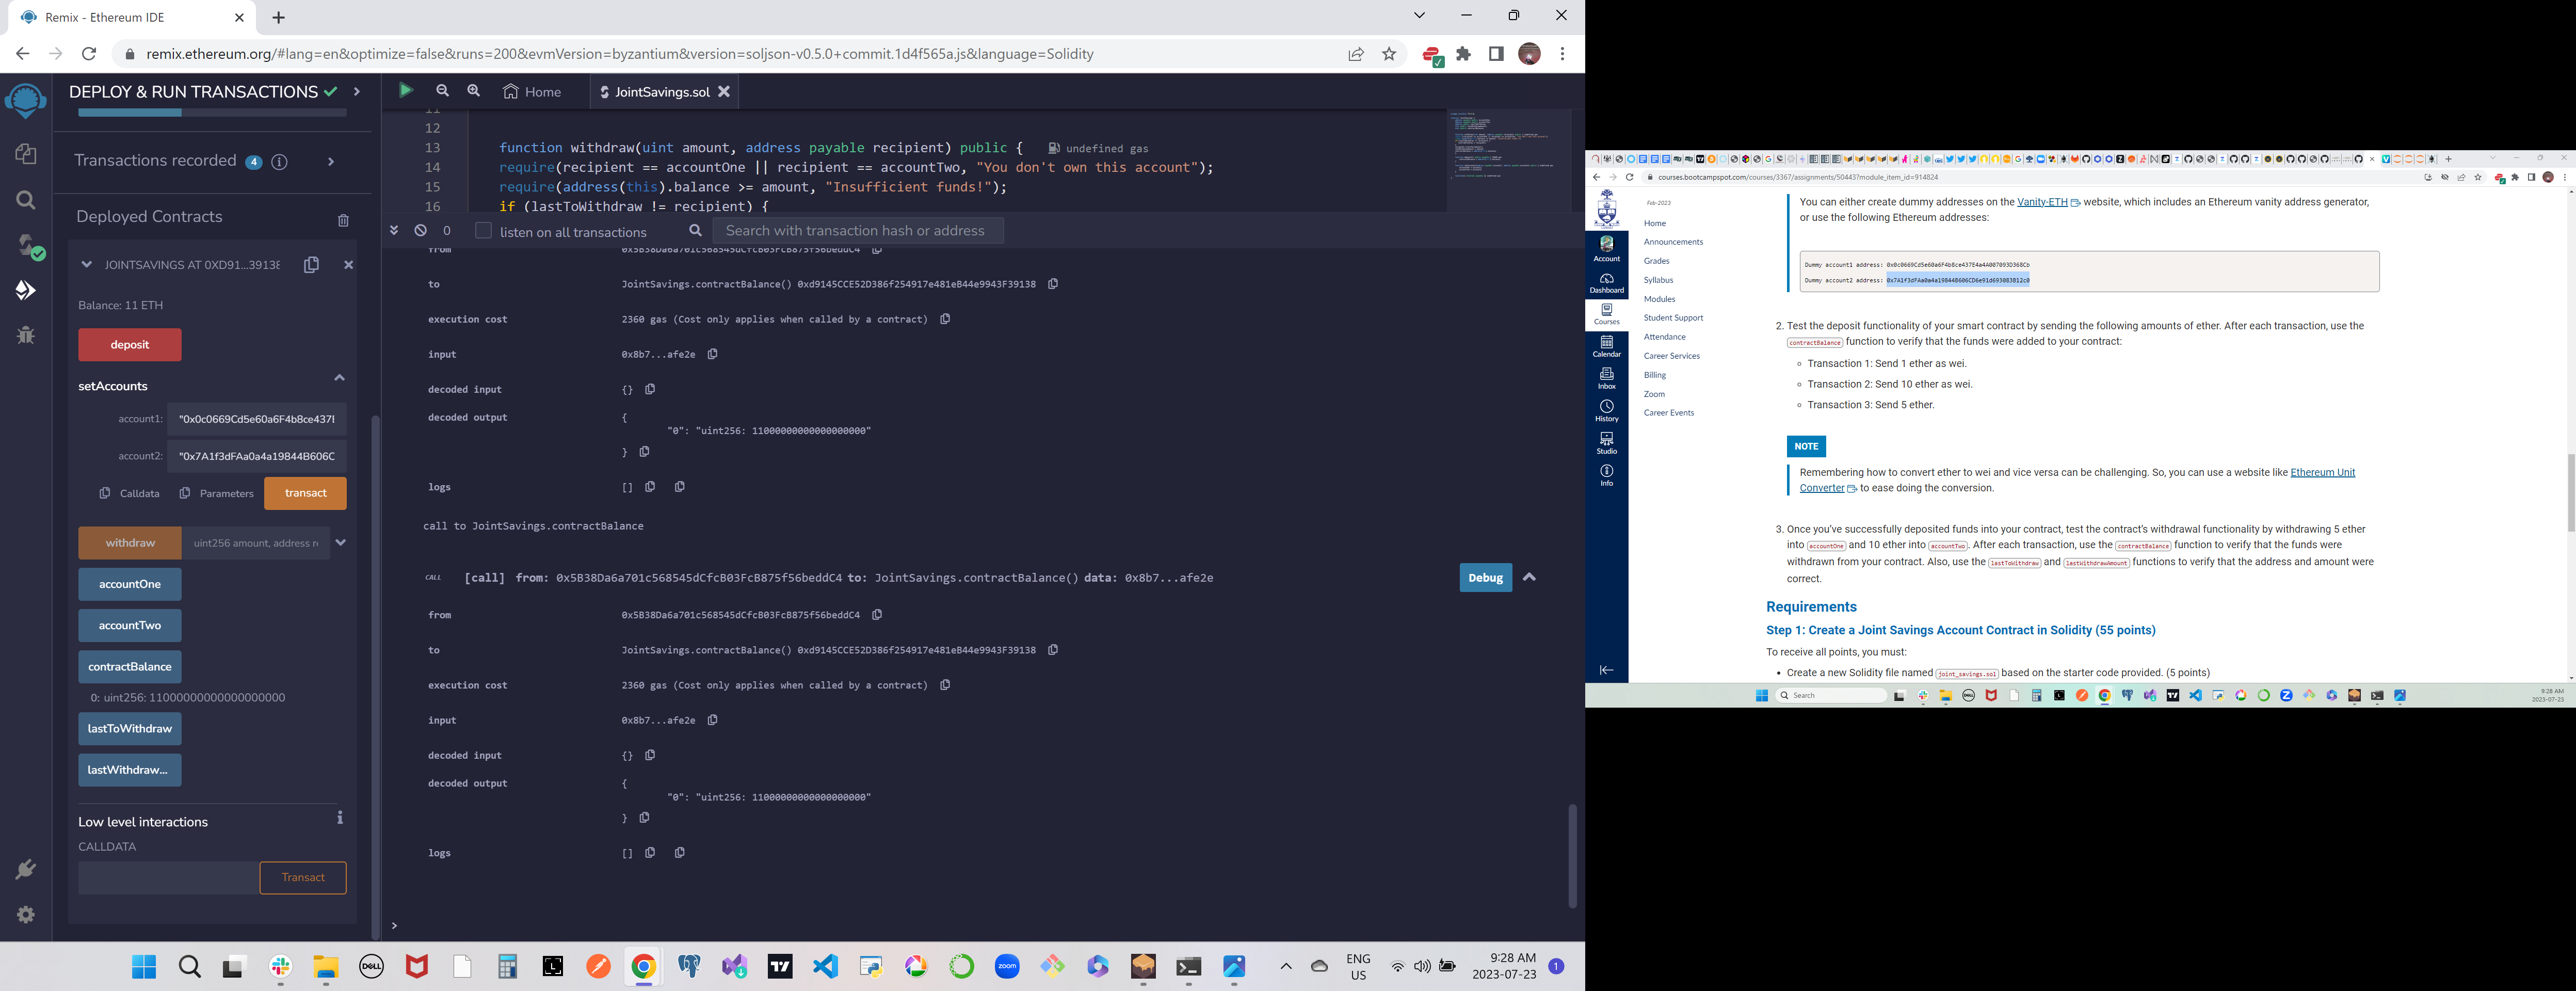 Remix - Ethereum IDE
remix.ethereum.org/#lang=en&optimize=false&runs=200&evmVersion=byzantium&version=soljson-v0.5.0+commit.1d4f565a.js&language=Solidity
DEPLOY & RUN TRANSACTIONS
Transactions recorded 4 i
Deployed Contracts
JOINTSAVINGS AT 0XD91...39138
Balance: 11 ETH
deposit
setAccounts
account1: "0x0c0669Cd5e60a6F4b8ce437E
account2: "0x7A1f3dFAa0a4a19844B606C
Calldata Parameters transact
withdraw uint256 amount, address re
accountOne
accountTwo
contractBalance
0: uint256: 11000000000000000000
lastToWithdraw
lastWithdraw...
Low level interactions i
CALLDATA
Transact
Home JointSavings.sol
11
12
13 function withdraw(uint amount, address payable recipient) public { undefined gas
14 require(recipient == accountOne || recipient == accountTwo, "You don't own this account");
15 require(address(this).balance >= amount, "Insufficient funds!");
16 if (lastToWithdraw != recipient) {
0 listen on all transactions Search with transaction hash or address
from 0x5B38Da6a701c568545dCfcB03FcB875f56beddC4
to JointSavings.contractBalance() 0xd9145CCE52D386f254917e481eB44e9943F39138
execution cost 2360 gas (Cost only applies when called by a contract)
input 0x8b7...afe2e
decoded input {}
decoded output {
"0": "uint256: 11000000000000000000"
}
logs []
call to JointSavings.contractBalance
CALL [call] from: 0x5B38Da6a701c568545dCfcB03FcB875f56beddC4 to: JointSavings.contractBalance() data: 0x8b7...afe2e Debug
from 0x5B38Da6a701c568545dCfcB03FcB875f56beddC4
to JointSavings.contractBalance() 0xd9145CCE52D386f254917e481eB44e9943F39138
execution cost 2360 gas (Cost only applies when called by a contract)
input 0x8b7...afe2e
decoded input {}
decoded output {
"0": "uint256: 11000000000000000000"
}
logs []
>
DELL
zoom
ENG
US
9:28 AM
2023-07-23
1
courses.bootcampspot.com/courses/3367/assignments/50443?module_item_id=914824
Account
Dashboard
Courses
Calendar
Inbox
History
Studio
Info
Feb-2023
Home
Announcements
Grades
Syllabus
Modules
Student Support
Attendance
Career Services
Billing
Zoom
Career Events
You can either create dummy addresses on the Vanity-ETH website, which includes an Ethereum vanity address generator,
or use the following Ethereum addresses:
Dummy account1 address: 0x0c0669Cd5e60a6F4b8ce437E4a4A007093D368Cb
Dummy account2 address: 0x7A1f3dFAa0a4a19844B606CD6e91d693083B12c0
2. Test the deposit functionality of your smart contract by sending the following amounts of ether. After each transaction, use the
contractBalance function to verify that the funds were added to your contract:
Transaction 1: Send 1 ether as wei.
Transaction 2: Send 10 ether as wei.
Transaction 3: Send 5 ether.
NOTE
Remembering how to convert ether to wei and vice versa can be challenging. So, you can use a website like Ethereum Unit
Converter to ease doing the conversion.
3. Once you've successfully deposited funds into your contract, test the contract's withdrawal functionality by withdrawing 5 ether
into accountOne and 10 ether into accountTwo. After each transaction, use the contractBalance function to verify that the funds were
withdrawn from your contract. Also, use the lastToWithdraw and lastWithdrawAmount functions to verify that the address and amount were
correct.
Requirements
Step 1: Create a Joint Savings Account Contract in Solidity (55 points)
To receive all points, you must:
• Create a new Solidity file named joint_savings.sol based on the starter code provided. (5 points)
Search
9:28 AM
2023-07-23